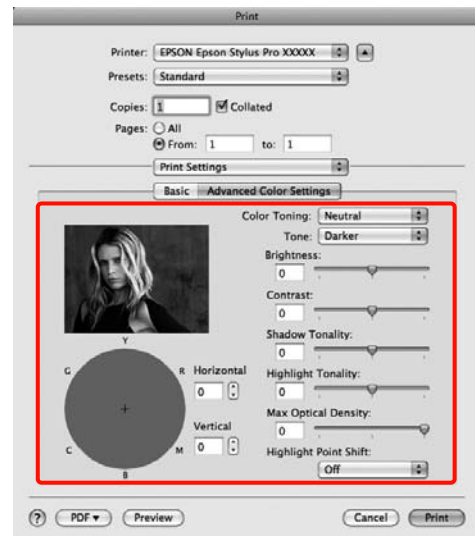 Print
Printer: EPSON Epson Stylus Pro XXXXX
Presets: Standard
Copies: 1 Collated
Pages: All
From: 1 to: 1
Print Settings
Basic Advanced Color Settings
Color Toning: Neutral
Tone: Darker
Brightness:
0
Contrast:
0
Shadow Tonality:
0
Highlight Tonality:
0
Max Optical Density:
0
Highlight Point Shift:
Off
Y
G R
C M
B
Horizontal
0
Vertical
0
? PDF▼ Preview Cancel Print